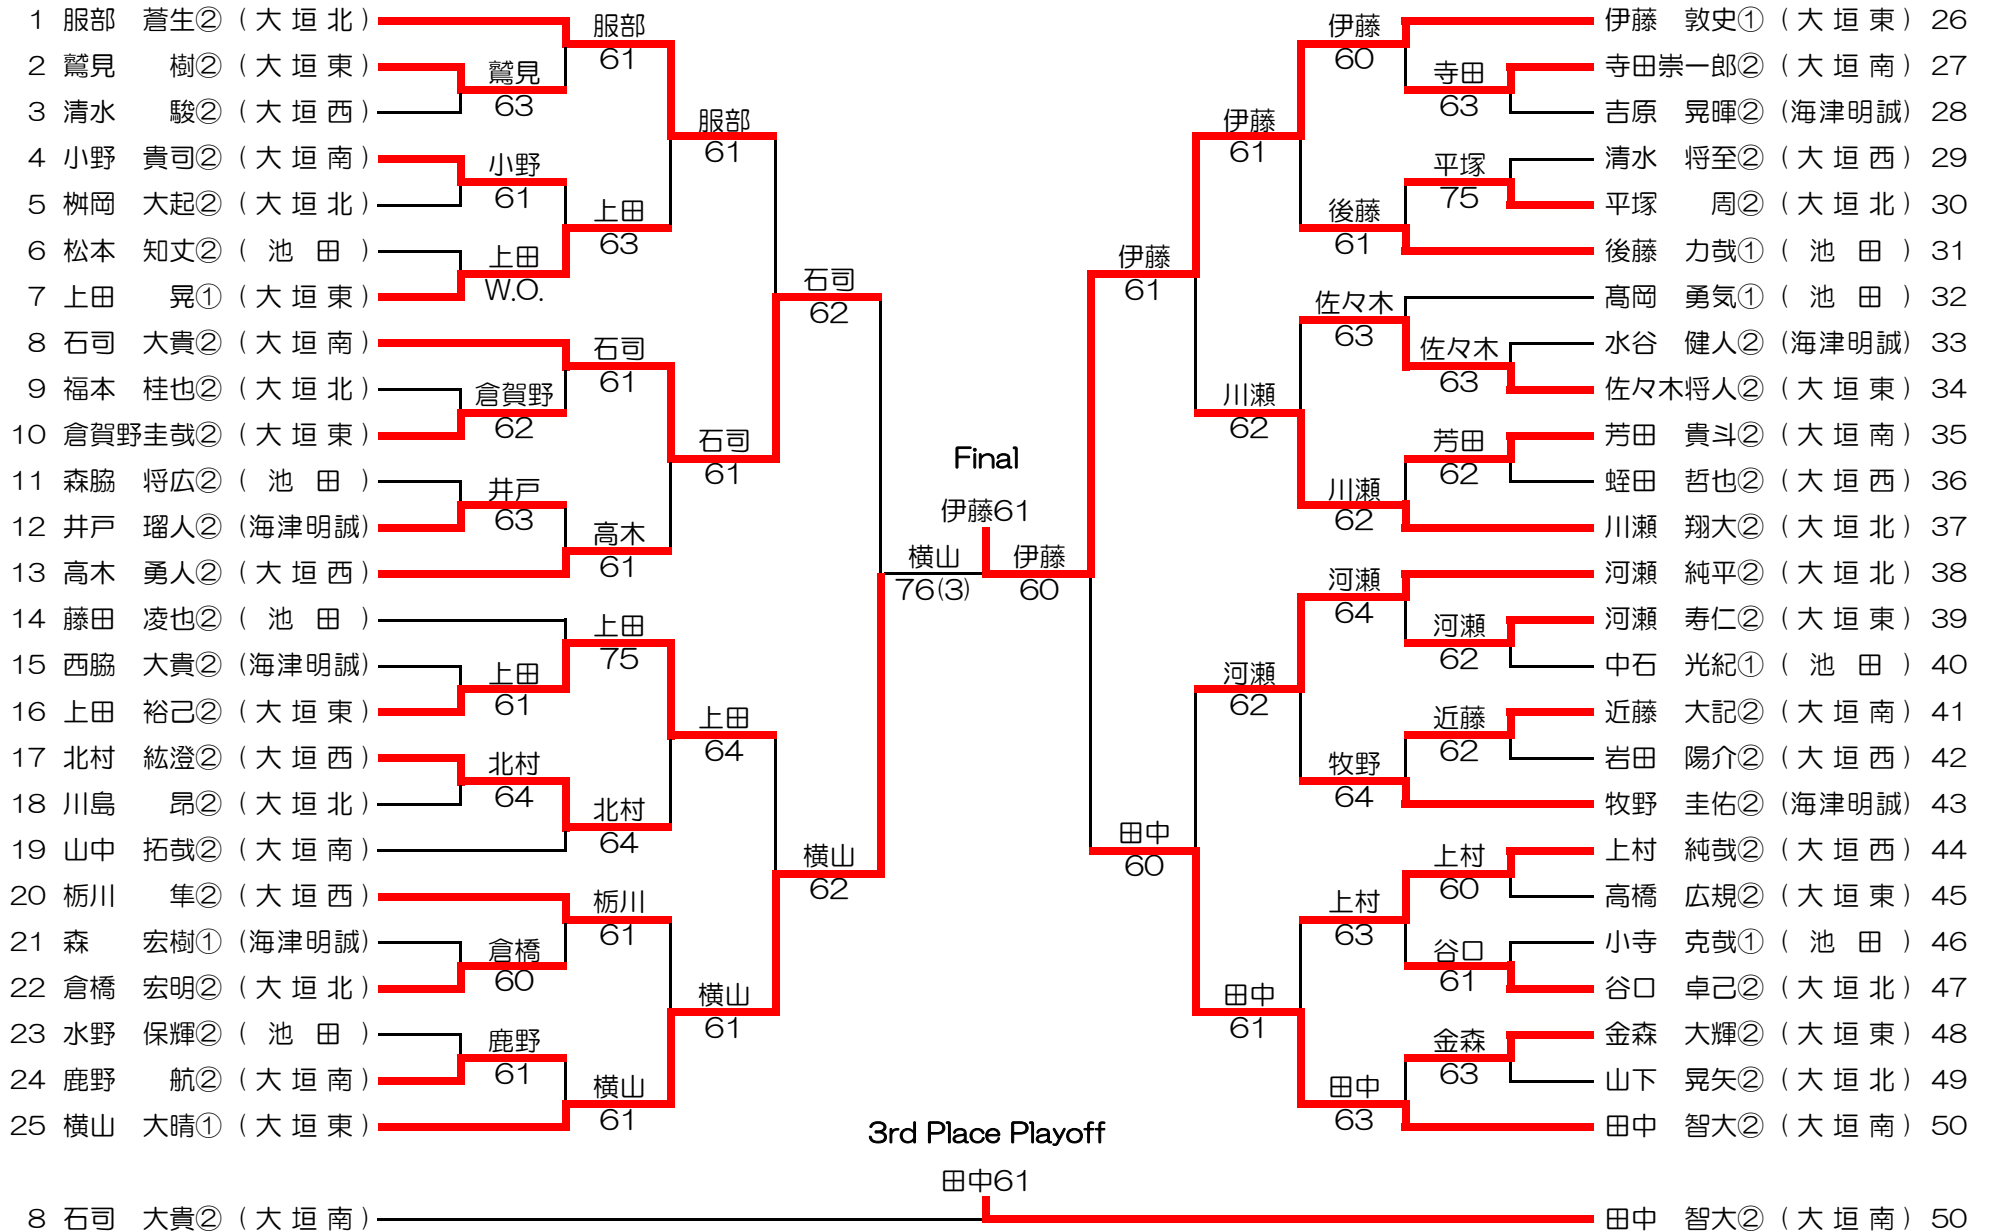 1 服部 蒼生② (大垣北)
2 鷲見 樹② (大垣東)
3 清水 駿② (大垣西)
4 小野 貴司② (大垣南)
5 桝岡 大起② (大垣北)
6 松本 知丈② (池田)
7 上田 晃① (大垣東)
8 石司 大貴② (大垣南)
9 福本 桂也② (大垣北)
10 倉賀野圭哉② (大垣東)
11 森脇 将広② (池田)
12 井戸 瑠人② (海津明誠)
13 高木 勇人② (大垣西)
14 藤田 凌也② (池田)
15 西脇 大貴② (海津明誠)
16 上田 裕己② (大垣東)
17 北村 紘澄② (大垣西)
18 川島 昂② (大垣北)
19 山中 拓哉② (大垣南)
20 栃川 隼② (大垣西)
21 森 宏樹① (海津明誠)
22 倉橋 宏明② (大垣北)
23 水野 保輝② (池田)
24 鹿野 航② (大垣南)
25 横山 大晴① (大垣東)
鷲見
63
小野
61
上田
W.O.
倉賀野
62
井戸
63
上田
61
北村
64
倉橋
60
鹿野
61
服部
61
上田
63
石司
61
高木
61
上田
75
北村
64
栃川
61
横山
61
服部
61
石司
61
上田
64
横山
61
石司
62
横山
62
横山
76(3)
Final
伊藤61
伊藤
60
伊藤
61
田中
60
伊藤
61
川瀬
62
河瀬
62
田中
61
伊藤
60
後藤
61
佐々木
63
川瀬
62
河瀬
64
牧野
64
上村
63
田中
63
寺田
63
平塚
75
佐々木
63
芳田
62
河瀬
62
近藤
62
上村
60
谷口
61
金森
63
伊藤 敦史① (大垣東) 26
寺田崇一郎② (大垣南) 27
吉原 晃暉② (海津明誠) 28
清水 将至② (大垣西) 29
平塚 周② (大垣北) 30
後藤 力哉① (池田) 31
髙岡 勇気① (池田) 32
水谷 健人② (海津明誠) 33
佐々木将人② (大垣東) 34
芳田 貴斗② (大垣南) 35
蛭田 哲也② (大垣西) 36
川瀬 翔大② (大垣北) 37
河瀬 純平② (大垣北) 38
河瀬 寿仁② (大垣東) 39
中石 光紀① (池田) 40
近藤 大記② (大垣南) 41
岩田 陽介② (大垣西) 42
牧野 圭佑② (海津明誠) 43
上村 純哉② (大垣西) 44
高橋 広規② (大垣東) 45
小寺 克哉① (池田) 46
谷口 卓己② (大垣北) 47
金森 大輝② (大垣東) 48
山下 晃矢② (大垣北) 49
田中 智大② (大垣南) 50
3rd Place Playoff
田中61
8 石司 大貴② (大垣南)
田中 智大② (大垣南) 50